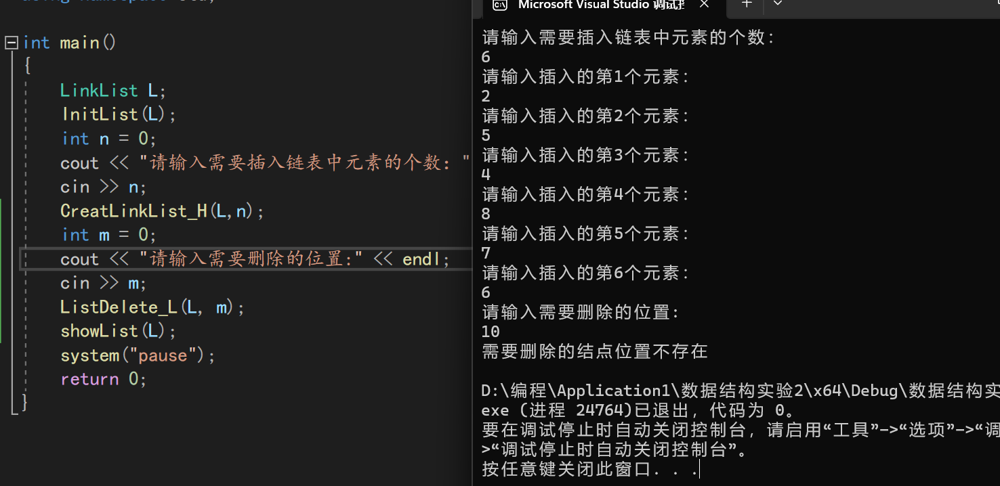 int main()
{
LinkList L;
InitList(L);
int n = 0;
cout << "请输入需要插入链表中元素的个数："
cin >> n;
CreatLinkList_H(L,n);
int m = 0;
cout << "请输入需要删除的位置:" << endl;
cin >> m;
ListDelete_L(L, m);
showList(L);
system("pause");
return 0;
}
Microsoft Visual Studio 调试
请输入需要插入链表中元素的个数：
6
请输入插入的第1个元素：
2
请输入插入的第2个元素：
5
请输入插入的第3个元素：
4
请输入插入的第4个元素：
8
请输入插入的第5个元素：
7
请输入插入的第6个元素：
6
请输入需要删除的位置:
10
需要删除的结点位置不存在
D:\编程\Application1\数据结构实验2\x64\Debug\数据结构实
exe (进程 24764)已退出，代码为 0。
要在调试停止时自动关闭控制台，请启用“工具”->“选项”->“调
>“调试停止时自动关闭控制台”。
按任意键关闭此窗口. . .